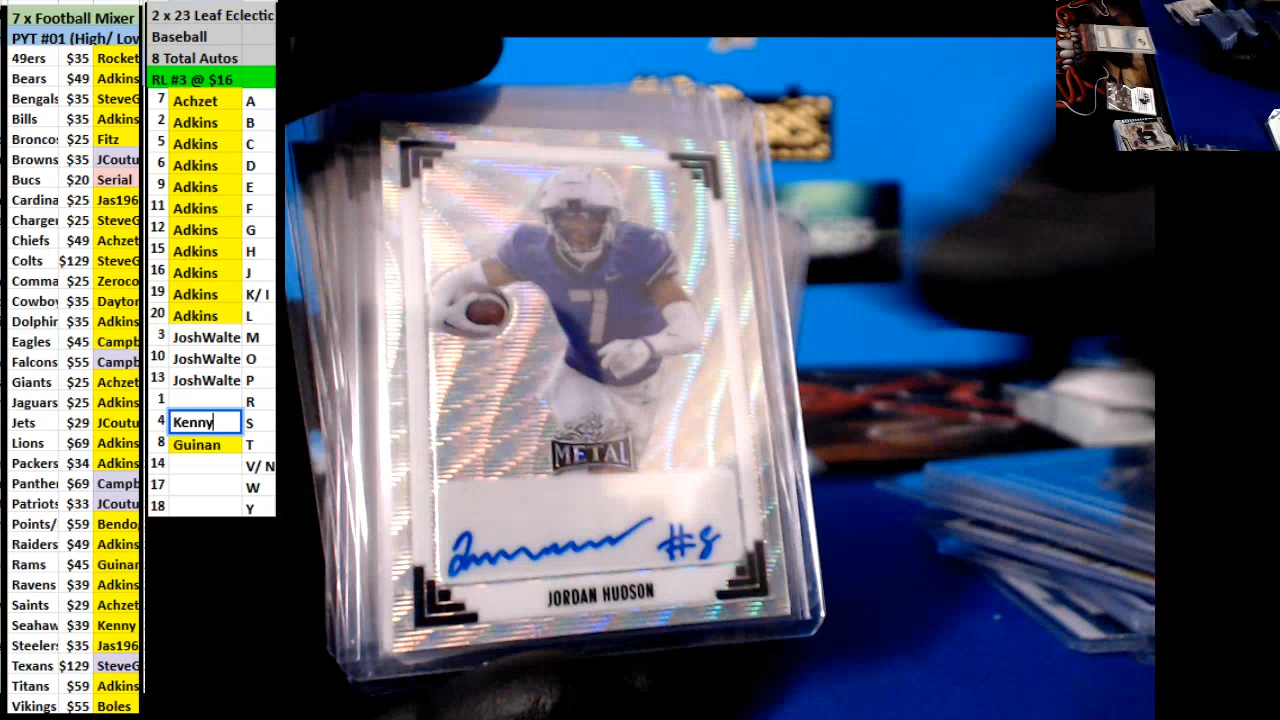 7 x Football Mixer
PYT #01 (High/ Lov
49ers $35 Rocket
Bears $49 Adkins
Bengals $35 SteveG
Bills $35 Adkins
Bronco: $25 Fitz
Browns $35 JCoutu
Bucs $20 Serial
Cardina $25 Jas196
Charger $25 SteveG
Chiefs $49 Achzet
Colts $129 SteveG
Comma $25 Zeroco
Cowboy $35 Dayton
Dolphin $35 Adkins
Eagles $45 Campb
Falcons $55 Campb
Giants $25 Achzet
Jaguars $25 Adkins
Jets $29 JCoutu
Lions $69 Adkins
Packers $34 Adkins
Panthe $69 Campb
Patriots $33 JCoutu
Points/ $59 Bendo
Raiders $49 Adkins
Rams $45 Guinan
Ravens $39 Adkins
Saints $29 Achzet
Seahaw $39 Kenny
Steelers $35 Jas196
Texans $129 SteveG
Titans $59 Adkins
Vikings $55 Boles
2 x 23 Leaf Eclectic
Baseball
8 Total Autos
RL #3 @ $16
7 Achzet A
2 Adkins B
5 Adkins C
6 Adkins D
9 Adkins E
11 Adkins F
12 Adkins G
15 Adkins H
16 Adkins J
19 Adkins K/ I
20 Adkins L
3 JoshWalte M
10 JoshWalte O
13 JoshWalte P
1 R
4 Kenny S
8 Guinan T
14 V/ N
17 W
18 Y
7
METAL
#8
JORDAN HUDSON